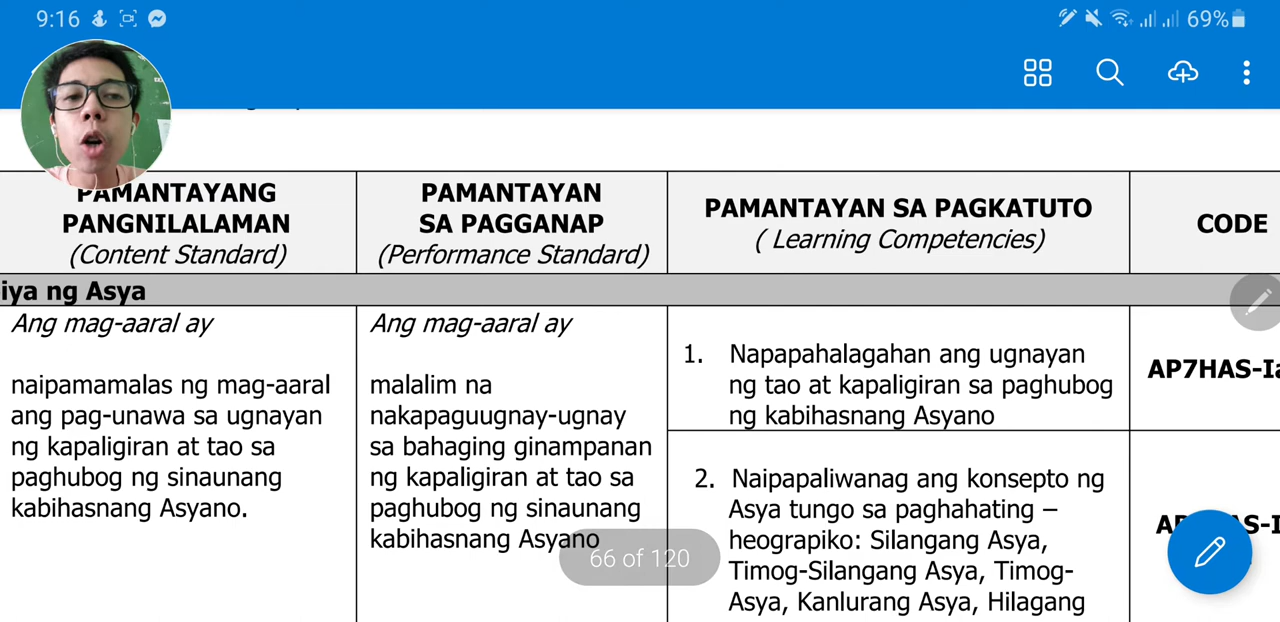 9:16
69%
PAMANTAYANG
PANGNILALAMAN
(Content Standard)
PAMANTAYAN
SA PAGGANAP
(Performance Standard)
PAMANTAYAN SA PAGKATUTO
( Learning Competencies)
CODE
iya ng Asya
Ang mag-aaral ay
naipamamalas ng mag-aaral
ang pag-unawa sa ugnayan
ng kapaligiran at tao sa
paghubog ng sinaunang
kabihasnang Asyano.
Ang mag-aaral ay
malalim na
nakapaguugnay-ugnay
sa bahaging ginampanan
ng kapaligiran at tao sa
paghubog ng sinaunang
kabihasnang Asyano
1. Napapahalagahan ang ugnayan
ng tao at kapaligiran sa paghubog
ng kabihasnang Asyano
AP7HAS-Ia
2. Naipapaliwanag ang konsepto ng
Asya tungo sa paghahating –
heograpiko: Silangang Asya,
Timog-Silangang Asya, Timog-
Asya, Kanlurang Asya, Hilagang
66 of 120